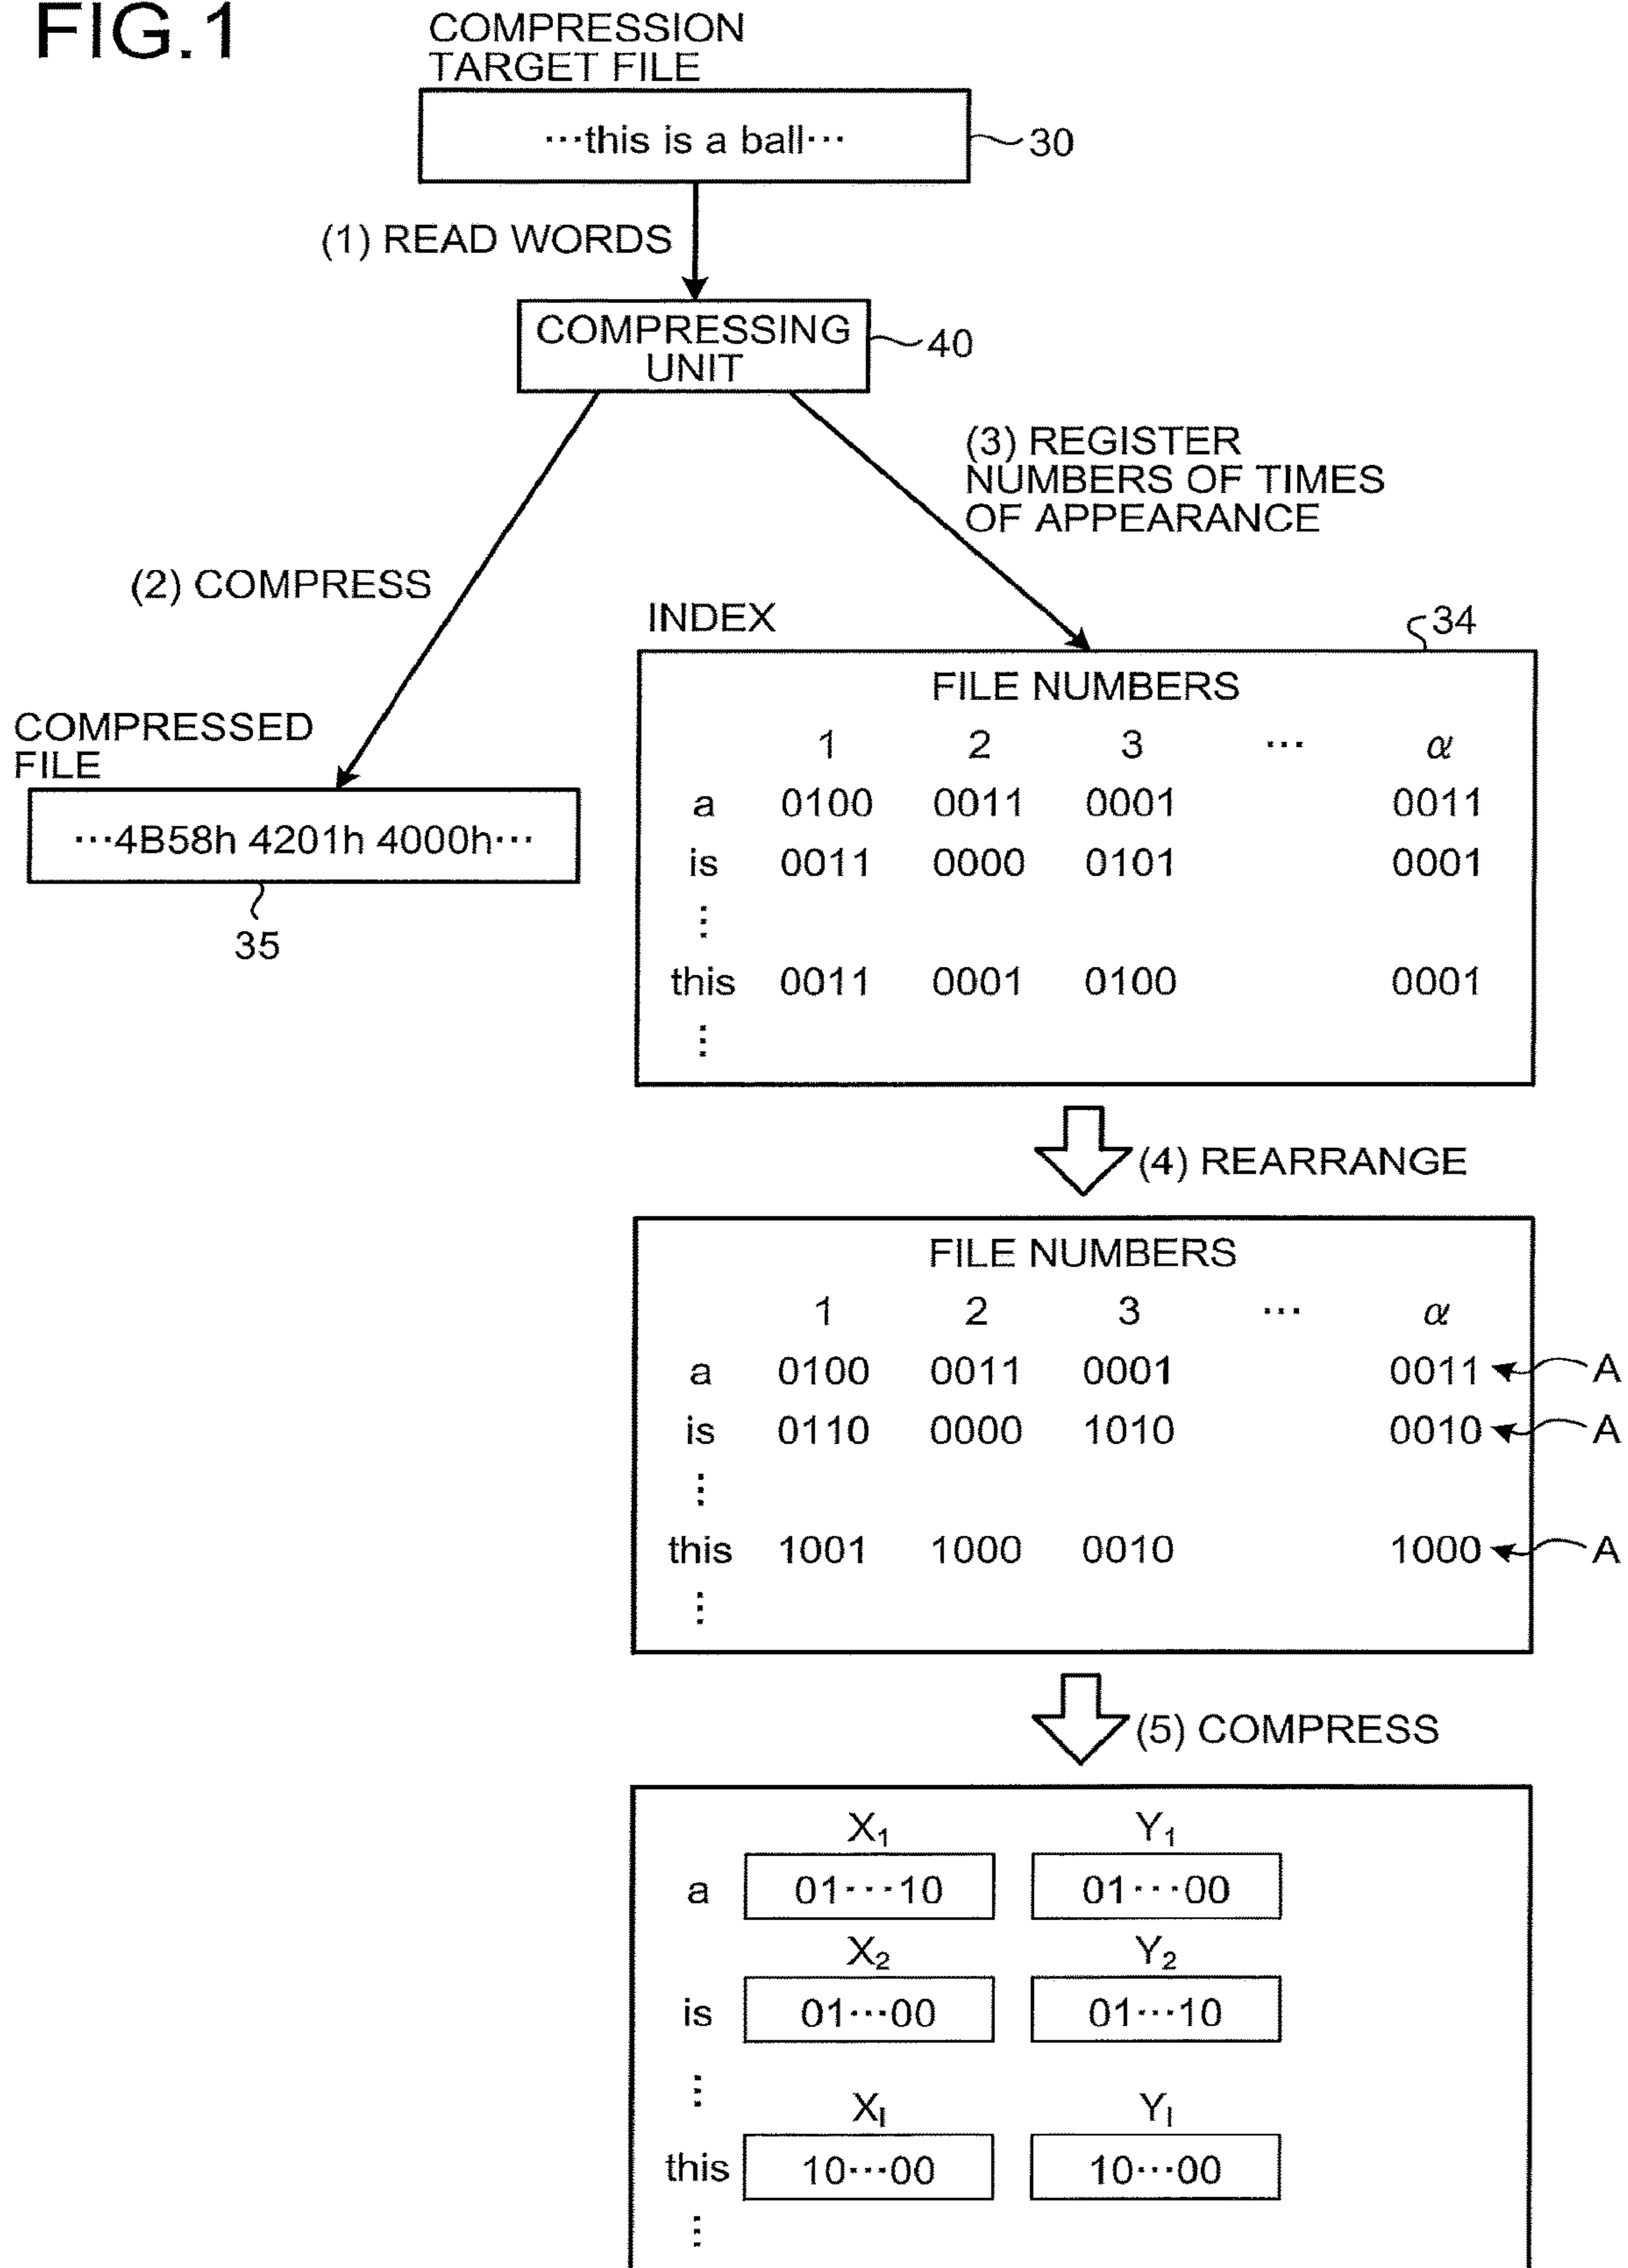 FIG.1
COMPRESSION
TARGET FILE
···this is a ball···
30
(1) READ WORDS
COMPRESSING
UNIT
40
(3) REGISTER
NUMBERS OF TIMES
OF APPEARANCE
(2) COMPRESS
INDEX
34
COMPRESSED
FILE
···4B58h 4201h 4000h···
35
FILE NUMBERS
1 2 3 ··· α
a 0100 0011 0001 0011
is 0011 0000 0101 0001
⋮
this 0011 0001 0100 0001
⋮
(4) REARRANGE
FILE NUMBERS
1 2 3 ··· α
a 0100 0011 0001 0011 A
is 0110 0000 1010 0010 A
⋮
this 1001 1000 0010 1000 A
⋮
(5) COMPRESS
X₁ Y₁
a 01···10 01···00
X₂ Y₂
is 01···00 01···10
⋮
Xₗ Yₗ
this 10···00 10···00
⋮